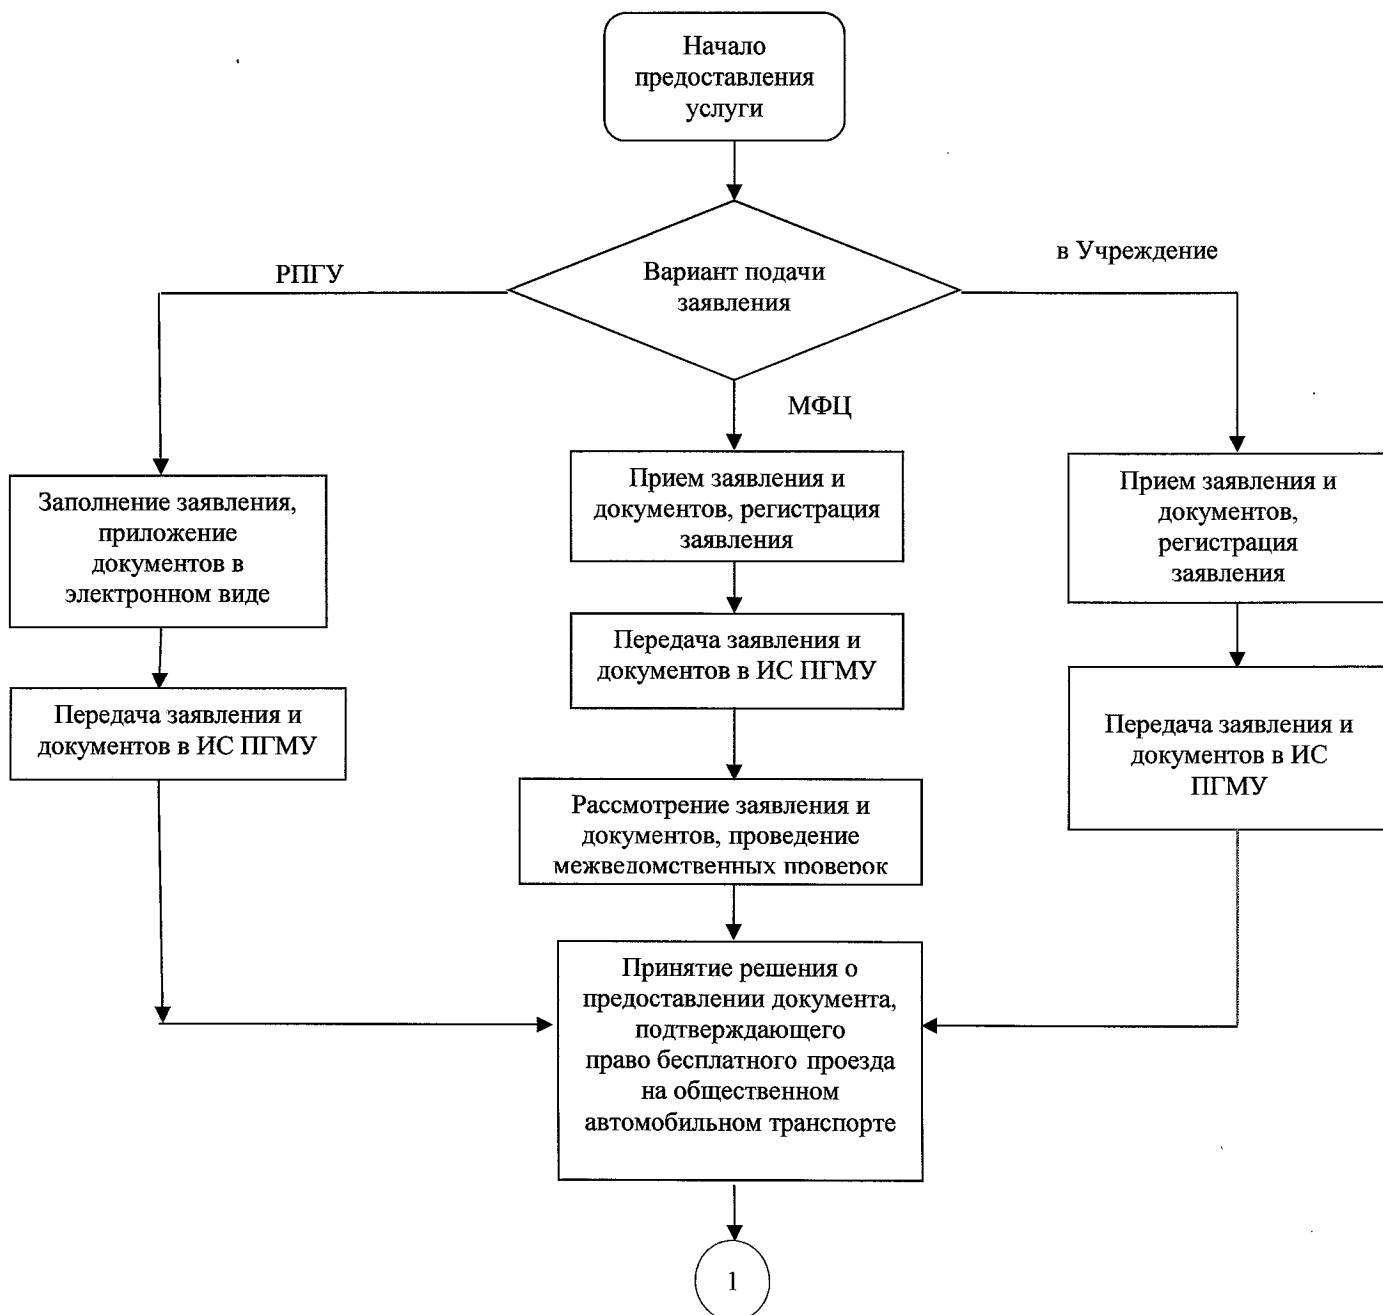 Начало
предоставления
услуги
Вариант подачи
заявления
РПГУ
в Учреждение
МФЦ
Заполнение заявления,
приложение
документов в
электронном виде
Передача заявления и
документов в ИС ПГМУ
Прием заявления и
документов, регистрация
заявления
Передача заявления и
документов в ИС ПГМУ
Рассмотрение заявления и
документов, проведение
межведомственных проверок
Прием заявления и
документов,
регистрация
заявления
Передача заявления и
документов в ИС
ПГМУ
Принятие решения о
предоставлении документа,
подтверждающего
право бесплатного проезда
на общественном
автомобильном транспорте
1